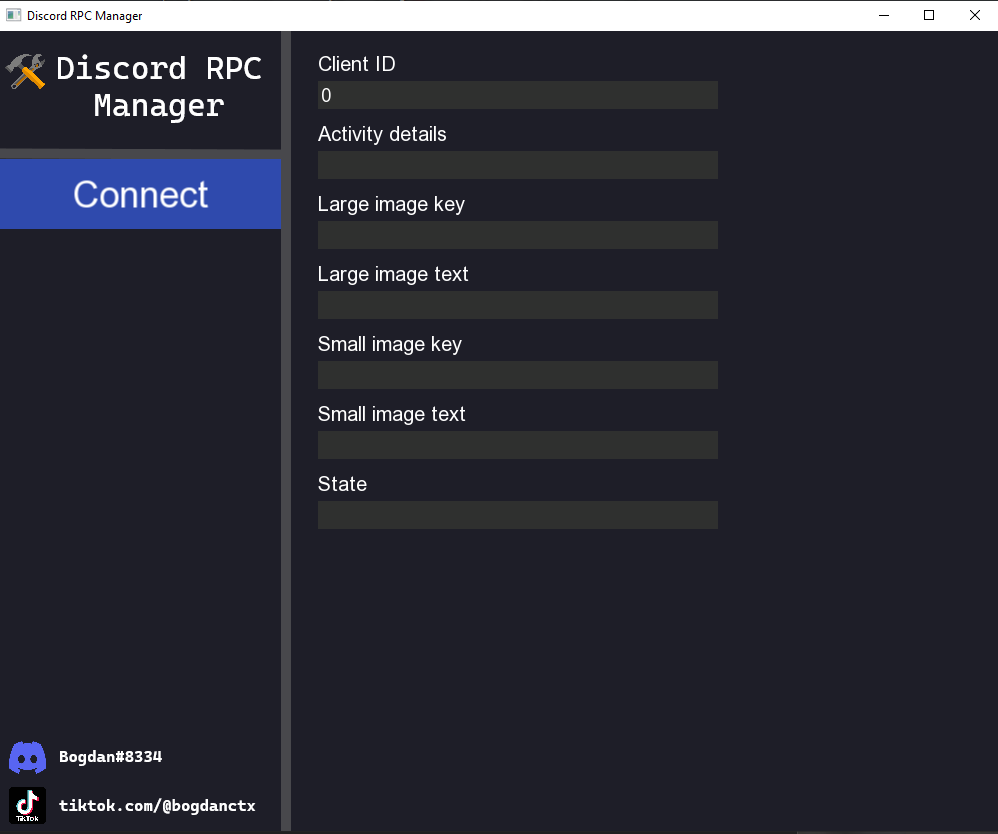 Discord RPC Manager
Discord RPC
Manager
Connect
Client ID
0
Activity details
Large image key
Large image text
Small image key
Small image text
State
Bogdan#8334
TikTok
tiktok.com/@bogdanctx